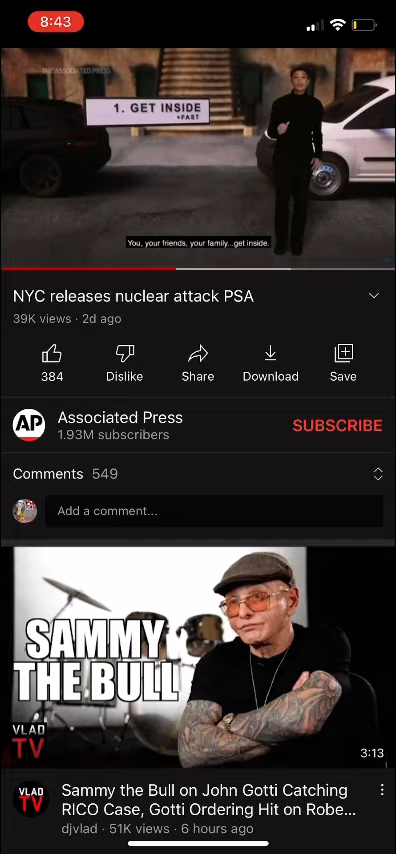 8:43
THE ASSOCIATED PRESS
1. GET INSIDE
+FAST
You, your friends, your family...get inside.
NYC releases nuclear attack PSA
39K views · 2d ago
384
Dislike
Share
Download
Save
AP
Associated Press
1.93M subscribers
SUBSCRIBE
Comments 549
Add a comment...
SAMMY
THE BULL
VLAD
TV
3:13
VLAD
TV
Sammy the Bull on John Gotti Catching
RICO Case, Gotti Ordering Hit on Robe...
djvlad · 51K views · 6 hours ago